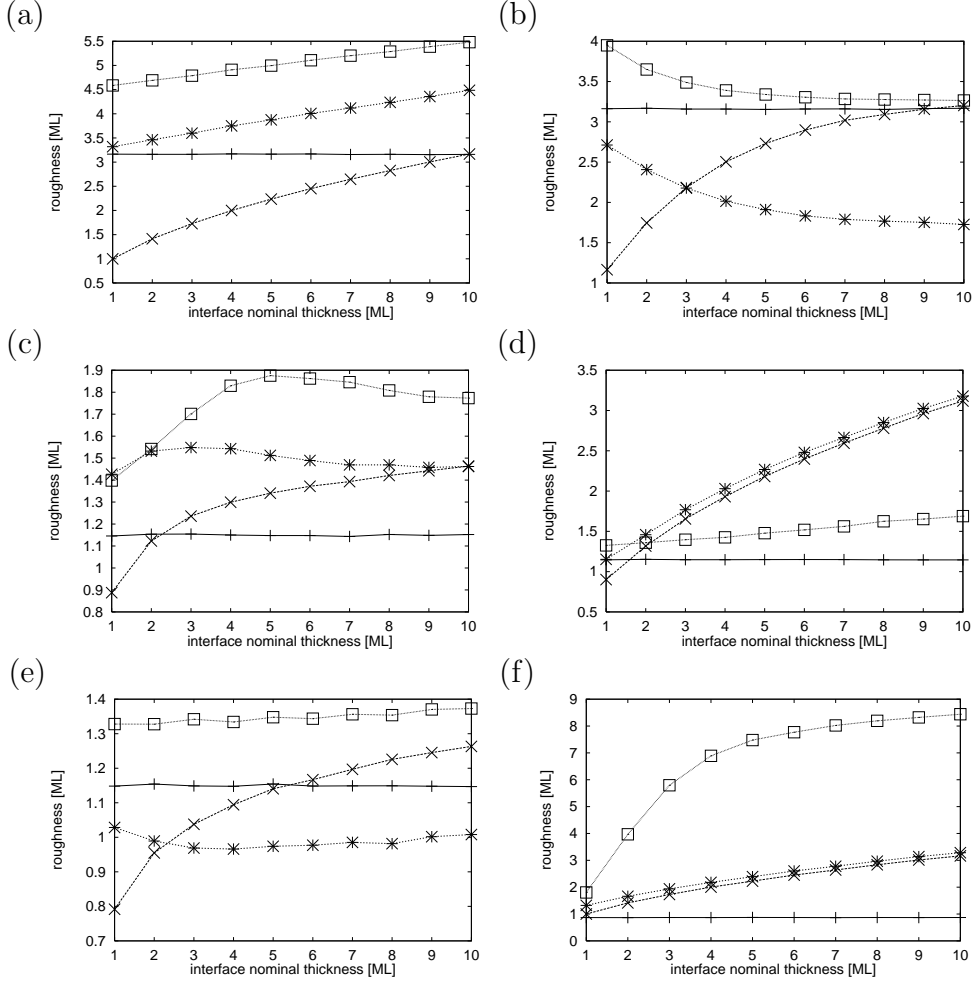 (a)
roughness [ML]
5.5
5
4.5
4
3.5
3
2.5
2
1.5
1
0.5
1 2 3 4 5 6 7 8 9 10
interface nominal thickness [ML]
(b)
roughness [ML]
4
3.5
3
2.5
2
1.5
1
1 2 3 4 5 6 7 8 9 10
interface nominal thickness [ML]
(c)
roughness [ML]
1.9
1.8
1.7
1.6
1.5
1.4
1.3
1.2
1.1
1
0.9
0.8
1 2 3 4 5 6 7 8 9 10
interface nominal thickness [ML]
(d)
roughness [ML]
3.5
3
2.5
2
1.5
1
0.5
1 2 3 4 5 6 7 8 9 10
interface nominal thickness [ML]
(e)
roughness [ML]
1.4
1.3
1.2
1.1
1
0.9
0.8
0.7
1 2 3 4 5 6 7 8 9 10
interface nominal thickness [ML]
(f)
roughness [ML]
9
8
7
6
5
4
3
2
1
0
1 2 3 4 5 6 7 8 9 10
interface nominal thickness [ML]